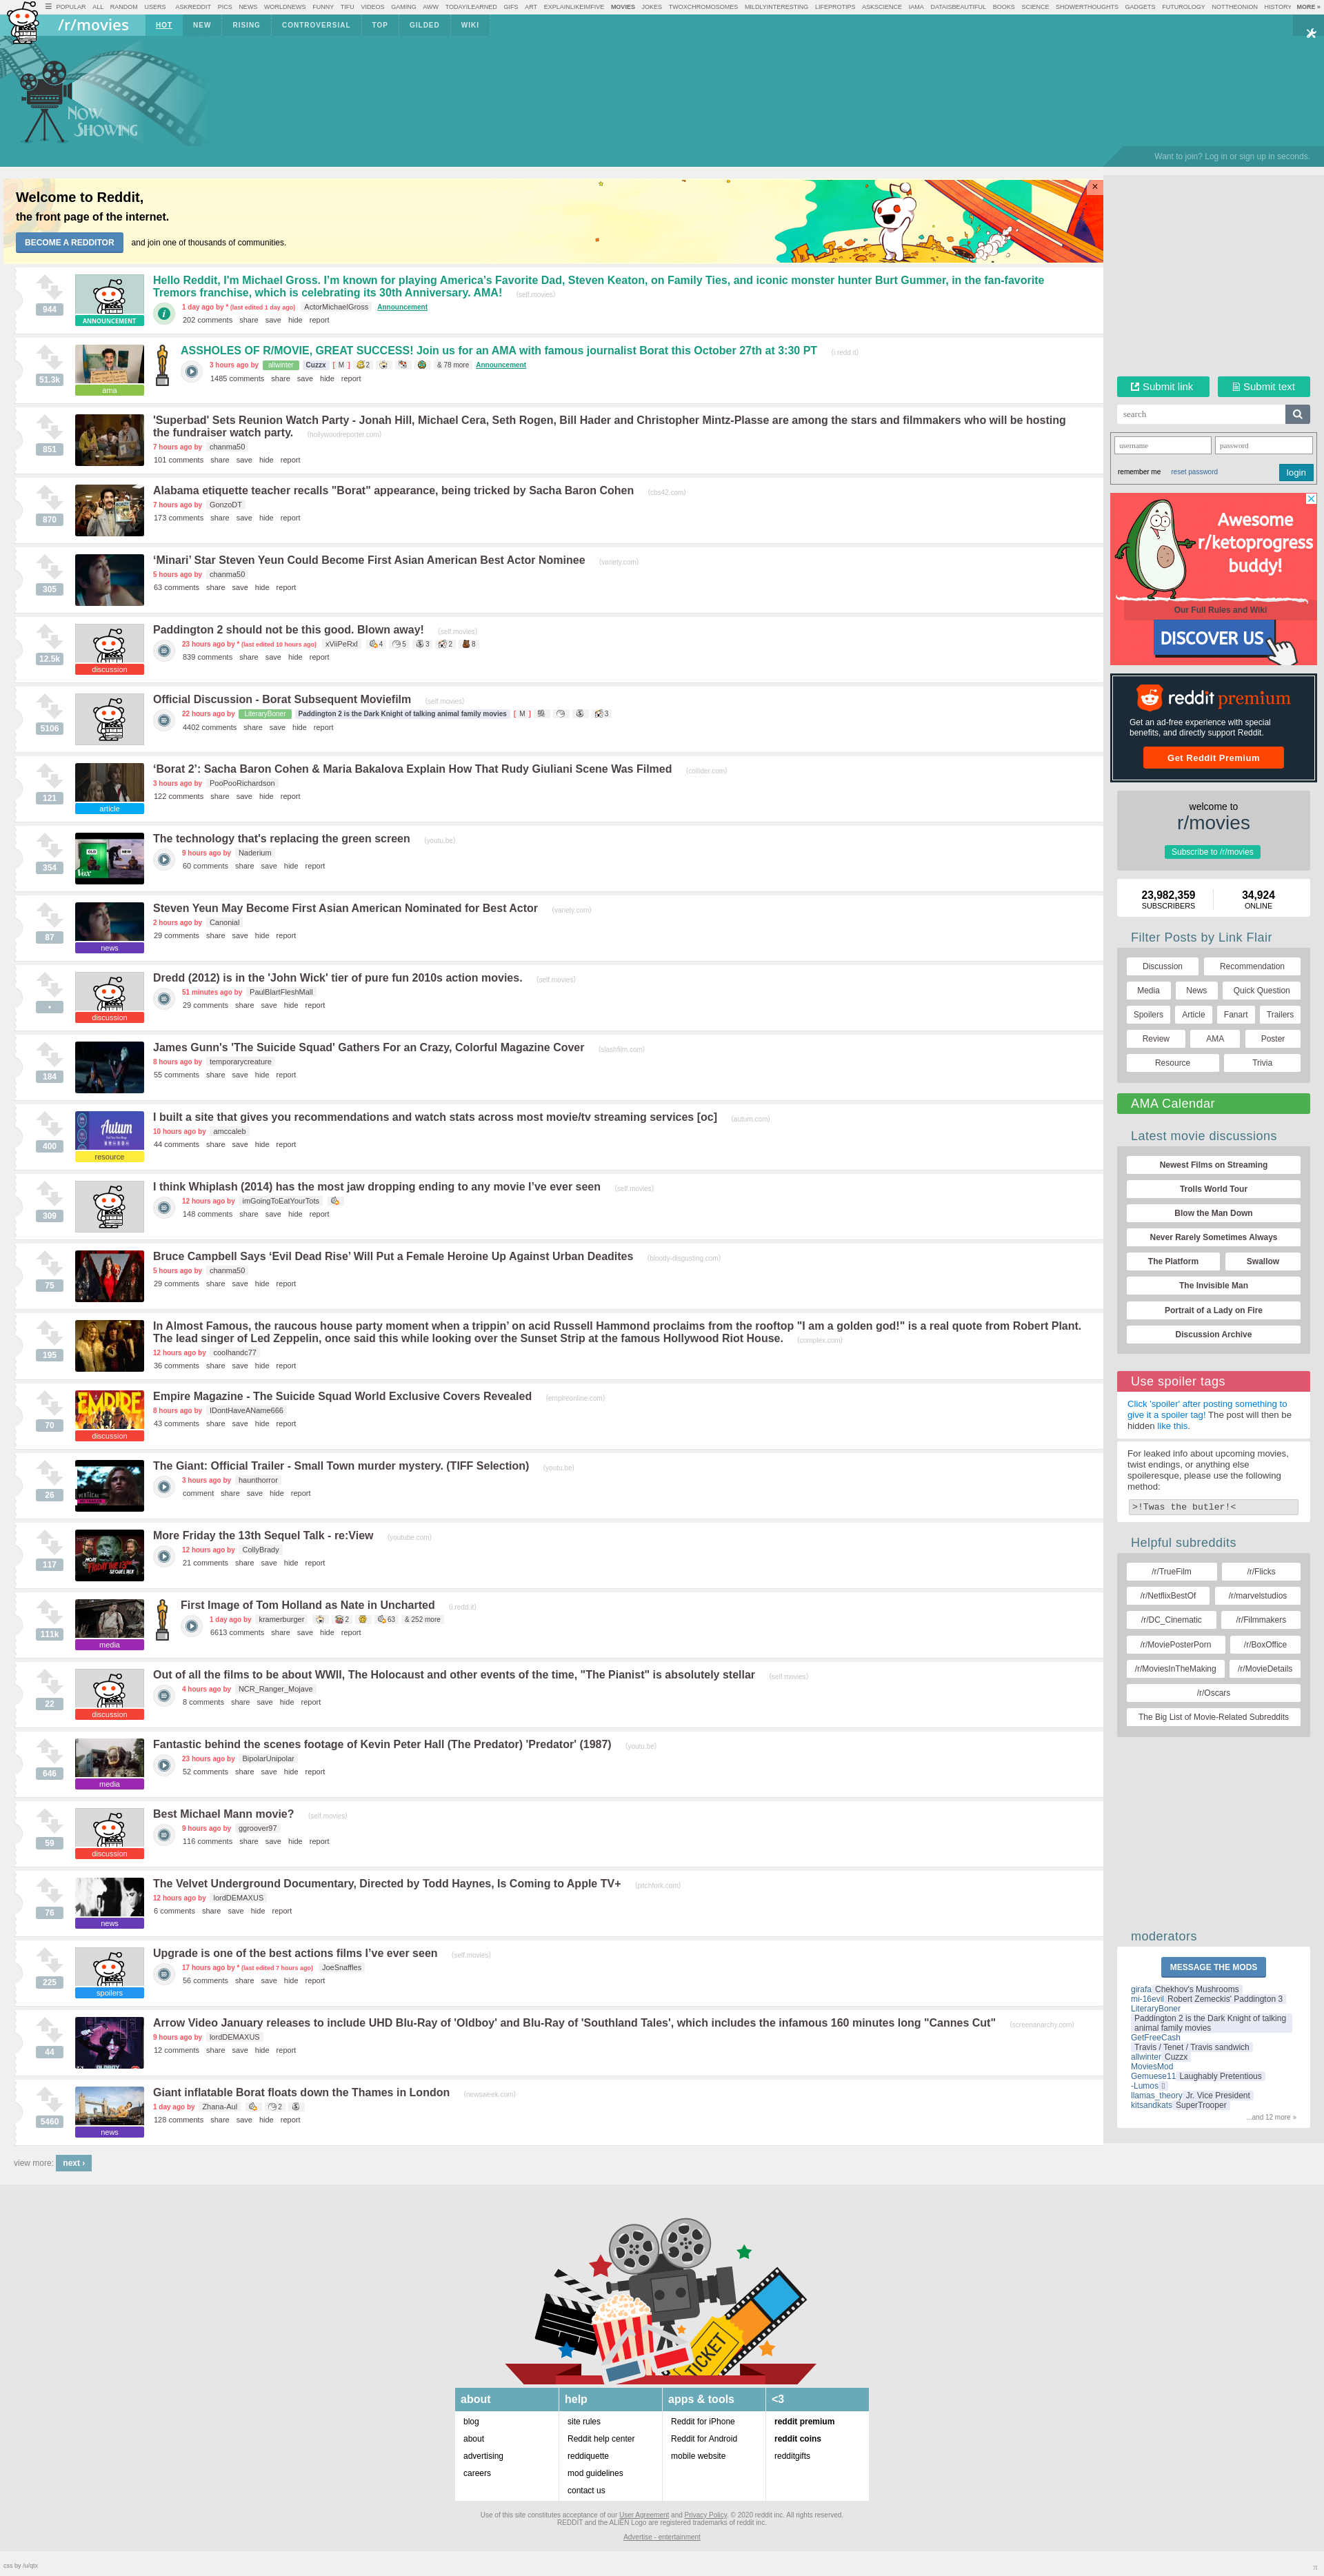 POPULAR ALL RANDOM USERS ASKREDDIT PICS NEWS WORLDNEWS FUNNY TIFU VIDEOS GAMING AWW TODAYILEARNED GIFS ART EXPLAINLIKEIMFIVE MOVIES JOKES TWOXCHROMOSOMES MILDLYINTERESTING LIFEPROTIPS ASKSCIENCE IAMA DATAISBEAUTIFUL BOOKS SCIENCE SHOWERTHOUGHTS GADGETS FUTUROLOGY NOTTHEONION HISTORY MORE »
/r/movies HOT NEW RISING CONTROVERSIAL TOP GILDED WIKI
Now Showing
Want to join? Log in or sign up in seconds.
Welcome to Reddit,
the front page of the internet.
BECOME A REDDITOR and join one of thousands of communities.
×
944
ANNOUNCEMENT
Hello Reddit, I'm Michael Gross. I'm known for playing America's Favorite Dad, Steven Keaton, on Family Ties, and iconic monster hunter Burt Gummer, in the fan-favorite
Tremors franchise, which is celebrating its 30th Anniversary. AMA! (self.movies)
1 day ago by * (last edited 1 day ago) ActorMichaelGross Announcement
202 comments share save hide report
51.3k
ama
ASSHOLES OF R/MOVIE, GREAT SUCCESS! Join us for an AMA with famous journalist Borat this October 27th at 3:30 PT (i.redd.it)
3 hours ago by allwinter Cuzzx [ M ] 2 & 78 more Announcement
1485 comments share save hide report
851
'Superbad' Sets Reunion Watch Party - Jonah Hill, Michael Cera, Seth Rogen, Bill Hader and Christopher Mintz-Plasse are among the stars and filmmakers who will be hosting
the fundraiser watch party. (hollywoodreporter.com)
7 hours ago by chanma50
101 comments share save hide report
870
Alabama etiquette teacher recalls "Borat" appearance, being tricked by Sacha Baron Cohen (cbs42.com)
7 hours ago by GonzoDT
173 comments share save hide report
305
‘Minari’ Star Steven Yeun Could Become First Asian American Best Actor Nominee (variety.com)
5 hours ago by chanma50
63 comments share save hide report
12.5k
discussion
Paddington 2 should not be this good. Blown away! (self.movies)
23 hours ago by * (last edited 10 hours ago) xViiPeRxl 4 5 3 2 8
839 comments share save hide report
5106
Official Discussion - Borat Subsequent Moviefilm (self.movies)
22 hours ago by LiteraryBoner Paddington 2 is the Dark Knight of talking animal family movies [ M ] 3
4402 comments share save hide report
121
article
‘Borat 2’: Sacha Baron Cohen & Maria Bakalova Explain How That Rudy Giuliani Scene Was Filmed (collider.com)
3 hours ago by PooPooRichardson
122 comments share save hide report
354
The technology that's replacing the green screen (youtu.be)
9 hours ago by Naderium
60 comments share save hide report
87
news
Steven Yeun May Become First Asian American Nominated for Best Actor (variety.com)
2 hours ago by Canonial
29 comments share save hide report
•
discussion
Dredd (2012) is in the 'John Wick' tier of pure fun 2010s action movies. (self.movies)
51 minutes ago by PaulBlartFleshMall
29 comments share save hide report
184
James Gunn's 'The Suicide Squad' Gathers For an Crazy, Colorful Magazine Cover (slashfilm.com)
8 hours ago by temporarycreature
55 comments share save hide report
400
Autum
resource
I built a site that gives you recommendations and watch stats across most movie/tv streaming services [oc] (autum.com)
10 hours ago by amccaleb
44 comments share save hide report
309
I think Whiplash (2014) has the most jaw dropping ending to any movie I’ve ever seen (self.movies)
12 hours ago by imGoingToEatYourTots
148 comments share save hide report
75
Bruce Campbell Says ‘Evil Dead Rise’ Will Put a Female Heroine Up Against Urban Deadites (bloody-disgusting.com)
5 hours ago by chanma50
29 comments share save hide report
195
In Almost Famous, the raucous house party moment when a trippin’ on acid Russell Hammond proclaims from the rooftop "I am a golden god!" is a real quote from Robert Plant.
The lead singer of Led Zeppelin, once said this while looking over the Sunset Strip at the famous Hollywood Riot House. (complex.com)
12 hours ago by coolhandc77
36 comments share save hide report
70
EMPIRE
discussion
Empire Magazine - The Suicide Squad World Exclusive Covers Revealed (empireonline.com)
8 hours ago by IDontHaveAName666
43 comments share save hide report
26
The Giant: Official Trailer - Small Town murder mystery. (TIFF Selection) (youtu.be)
3 hours ago by haunthorror
comment share save hide report
117
More Friday the 13th Sequel Talk - re:View (youtube.com)
12 hours ago by CollyBrady
21 comments share save hide report
111k
media
First Image of Tom Holland as Nate in Uncharted (i.redd.it)
1 day ago by kramerburger 2 63 & 252 more
6613 comments share save hide report
22
discussion
Out of all the films to be about WWII, The Holocaust and other events of the time, "The Pianist" is absolutely stellar (self.movies)
4 hours ago by NCR_Ranger_Mojave
8 comments share save hide report
646
media
Fantastic behind the scenes footage of Kevin Peter Hall (The Predator) 'Predator' (1987) (youtu.be)
23 hours ago by BipolarUnipolar
52 comments share save hide report
59
discussion
Best Michael Mann movie? (self.movies)
9 hours ago by ggroover97
116 comments share save hide report
76
news
The Velvet Underground Documentary, Directed by Todd Haynes, Is Coming to Apple TV+ (pitchfork.com)
12 hours ago by lordDEMAXUS
6 comments share save hide report
225
spoilers
Upgrade is one of the best actions films I’ve ever seen (self.movies)
17 hours ago by * (last edited 7 hours ago) JoeSnaffles
56 comments share save hide report
44
Arrow Video January releases to include UHD Blu-Ray of 'Oldboy' and Blu-Ray of 'Southland Tales', which includes the infamous 160 minutes long "Cannes Cut" (screenanarchy.com)
9 hours ago by lordDEMAXUS
12 comments share save hide report
5460
news
Giant inflatable Borat floats down the Thames in London (newsweek.com)
1 day ago by Zhana-Aul 2
128 comments share save hide report
view more: next ›
Submit link Submit text
search
username password
remember me reset password login
Awesome
r/ketoprogress
buddy!
Our Full Rules and Wiki
DISCOVER US
reddit premium
Get an ad-free experience with special
benefits, and directly support Reddit.
Get Reddit Premium
welcome to
r/movies
Subscribe to /r/movies
23,982,359 34,924
SUBSCRIBERS ONLINE
Filter Posts by Link Flair
Discussion Recommendation
Media News Quick Question
Spoilers Article Fanart Trailers
Review AMA Poster
Resource Trivia
AMA Calendar
Latest movie discussions
Newest Films on Streaming
Trolls World Tour
Blow the Man Down
Never Rarely Sometimes Always
The Platform Swallow
The Invisible Man
Portrait of a Lady on Fire
Discussion Archive
Use spoiler tags
Click 'spoiler' after posting something to
give it a spoiler tag! The post will then be
hidden like this.
For leaked info about upcoming movies,
twist endings, or anything else
spoileresque, please use the following
method:
>!Twas the butler!<
Helpful subreddits
/r/TrueFilm /r/Flicks
/r/NetflixBestOf /r/marvelstudios
/r/DC_Cinematic /r/Filmmakers
/r/MoviePosterPorn /r/BoxOffice
/r/MoviesInTheMaking /r/MovieDetails
/r/Oscars
The Big List of Movie-Related Subreddits
moderators
MESSAGE THE MODS
girafa Chekhov's Mushrooms
mi-16evil Robert Zemeckis' Paddington 3
LiteraryBoner
Paddington 2 is the Dark Knight of talking
animal family movies
GetFreeCash
Travis / Tenet / Travis sandwich
allwinter Cuzzx
MoviesMod
Gemuese11 Laughably Pretentious
-Lumos
llamas_theory Jr. Vice President
kitsandkats SuperTrooper
...and 12 more »
TICKET
about help apps & tools <3
blog site rules Reddit for iPhone reddit premium
about Reddit help center Reddit for Android reddit coins
advertising reddiquette mobile website redditgifts
careers mod guidelines
contact us
Use of this site constitutes acceptance of our User Agreement and Privacy Policy. © 2020 reddit inc. All rights reserved.
REDDIT and the ALIEN Logo are registered trademarks of reddit inc.
Advertise - entertainment
css by /u/qtx
π